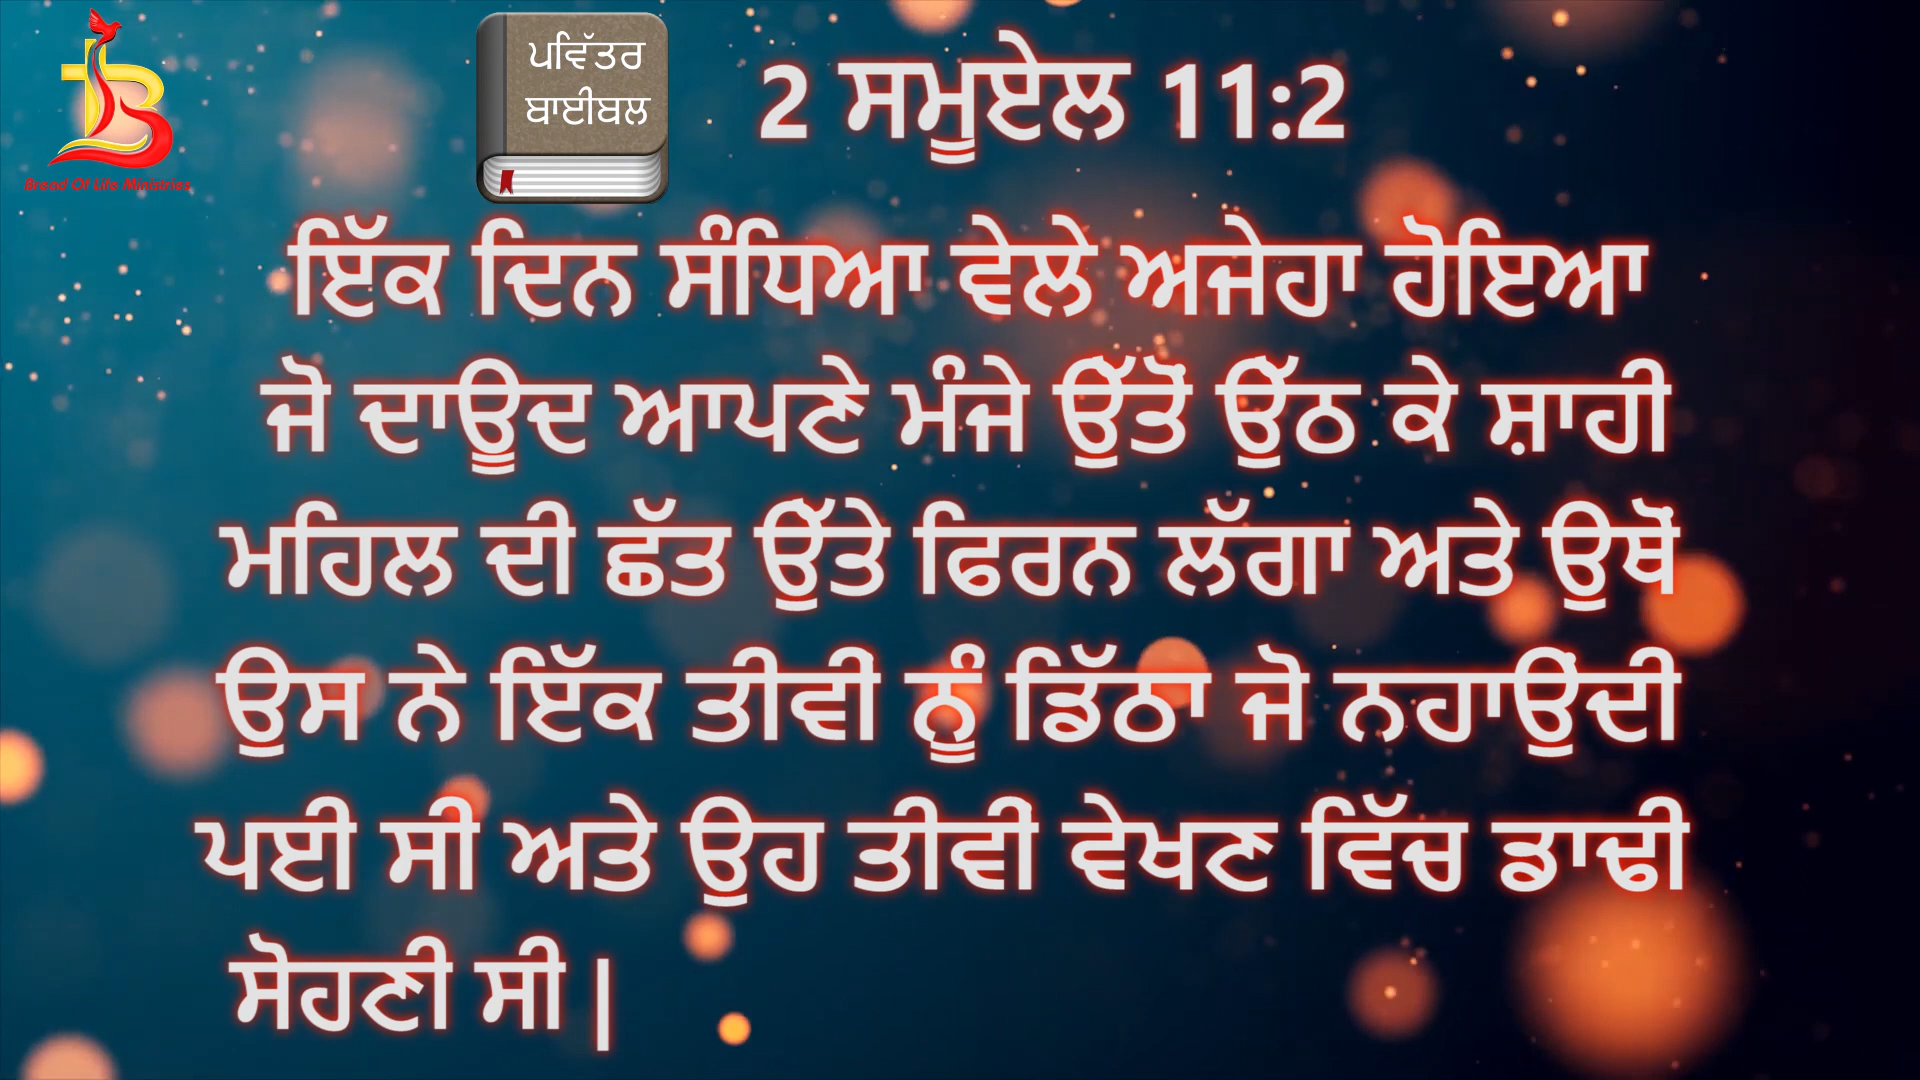 ਪਵਿੱਤਰ
ਬਾਈਬਲ
2 ਸਮੂਏਲ 11:2
Bread Of Life Ministries
ਇੱਕ ਦਿਨ ਸੰਧਿਆ ਵੇਲੇ ਅਜੇਹਾ ਹੋਇਆ
ਜੋ ਦਾਊਦ ਆਪਣੇ ਮੰਜੇ ਉੱਤੋਂ ਉੱਠ ਕੇ ਸ਼ਾਹੀ
ਮਹਿਲ ਦੀ ਛੱਤ ਉੱਤੇ ਫਿਰਨ ਲੱਗਾ ਅਤੇ ਉਥੋਂ
ਉਸ ਨੇ ਇੱਕ ਤੀਵੀਂ ਨੂੰ ਡਿੱਠਾ ਜੋ ਨਹਾਉਂਦੀ
ਪਈ ਸੀ ਅਤੇ ਉਹ ਤੀਵੀਂ ਵੇਖਣ ਵਿੱਚ ਡਾਢੀ
ਸੋਹਣੀ ਸੀ |